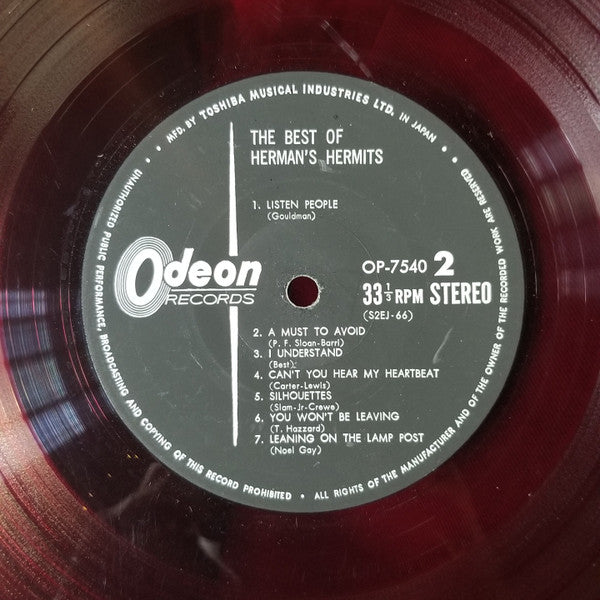 MFD. BY TOSHIBA MUSICAL INDUSTRIES LTD. IN JAPAN
THE BEST OF
HERMAN'S HERMITS
1. LISTEN PEOPLE
(Gouldman)
Odeon
RECORDS
OP-7540 2
33 1/3 RPM STEREO
(S2EJ-66)
2. A MUST TO AVOID
(P. F. Sloan-Barri)
3. I UNDERSTAND
(Best)
4. CAN'T YOU HEAR MY HEARTBEAT
(Carter-Lewis)
5. SILHOUETTES
(Slam-Jr-Crewe)
6. YOU WON'T BE LEAVING
(T. Hazzard)
7. LEANING ON THE LAMP POST
(Noel Gay)
UNAUTHORIZED PUBLIC PERFORMANCE, BROADCASTING AND COPYING OF THIS RECORD PROHIBITED • ALL RIGHTS OF THE MANUFACTURER AND OF THE OWNER OF THE RECORDED WORK ARE RESERVED